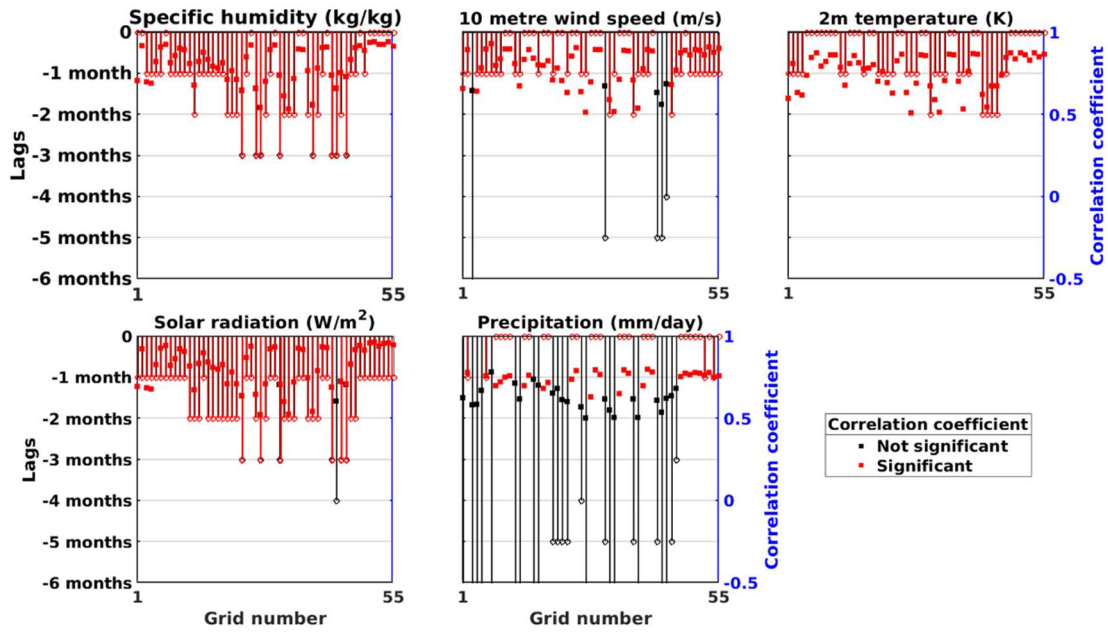 Specific humidity (kg/kg)
10 metre wind speed (m/s)
2m temperature (K)
0
-1 month
-2 months
-3 months
-4 months
-5 months
-6 months
Lags
1
55
1
55
1
55
1
0.5
0
-0.5
Correlation coefficient
Solar radiation (W/m²)
Precipitation (mm/day)
0
-1 month
-2 months
-3 months
-4 months
-5 months
-6 months
Lags
1
55
Grid number
1
55
Grid number
1
0.5
0
-0.5
Correlation coefficient
Correlation coefficient
Not significant
Significant